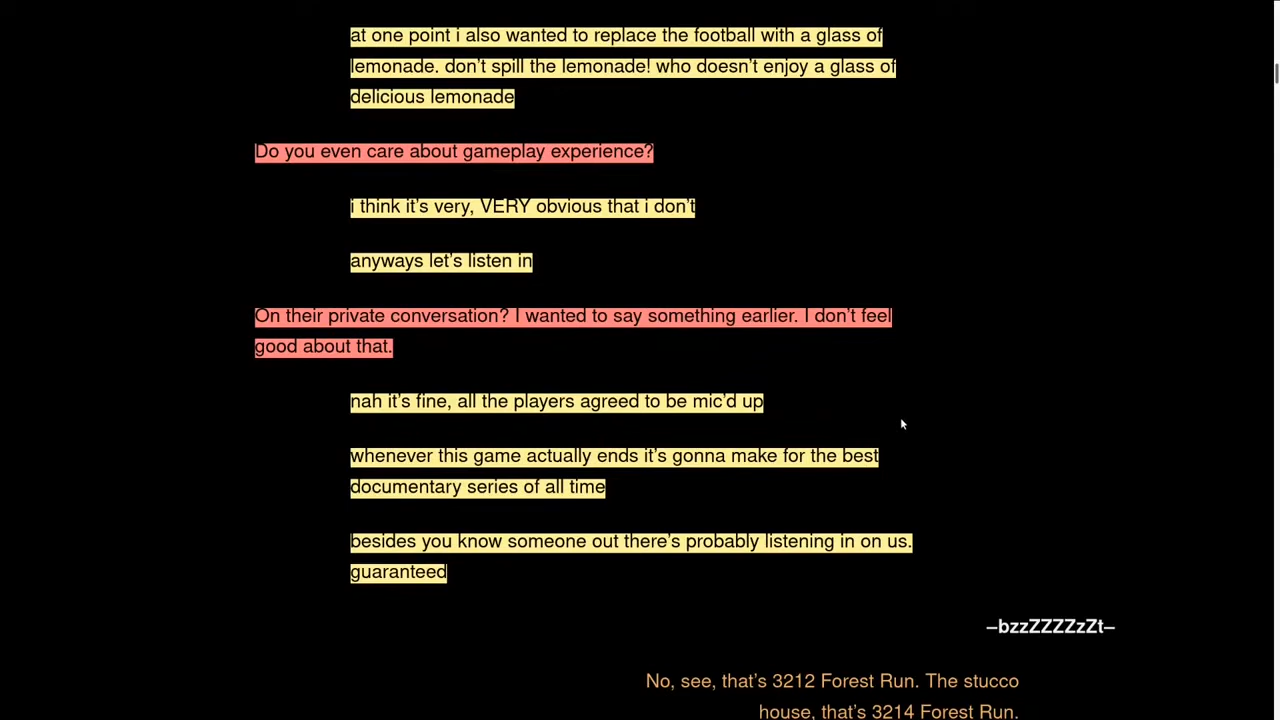 at one point i also wanted to replace the football with a glass of
lemonade. don’t spill the lemonade! who doesn’t enjoy a glass of
delicious lemonade
Do you even care about gameplay experience?
i think it’s very, VERY obvious that i don’t
anyways let’s listen in
On their private conversation? I wanted to say something earlier. I don’t feel
good about that.
nah it’s fine, all the players agreed to be mic’d up
whenever this game actually ends it’s gonna make for the best
documentary series of all time
besides you know someone out there’s probably listening in on us.
guaranteed
–bzzZZZZzZt–
No, see, that’s 3212 Forest Run. The stucco
house, that’s 3214 Forest Run.